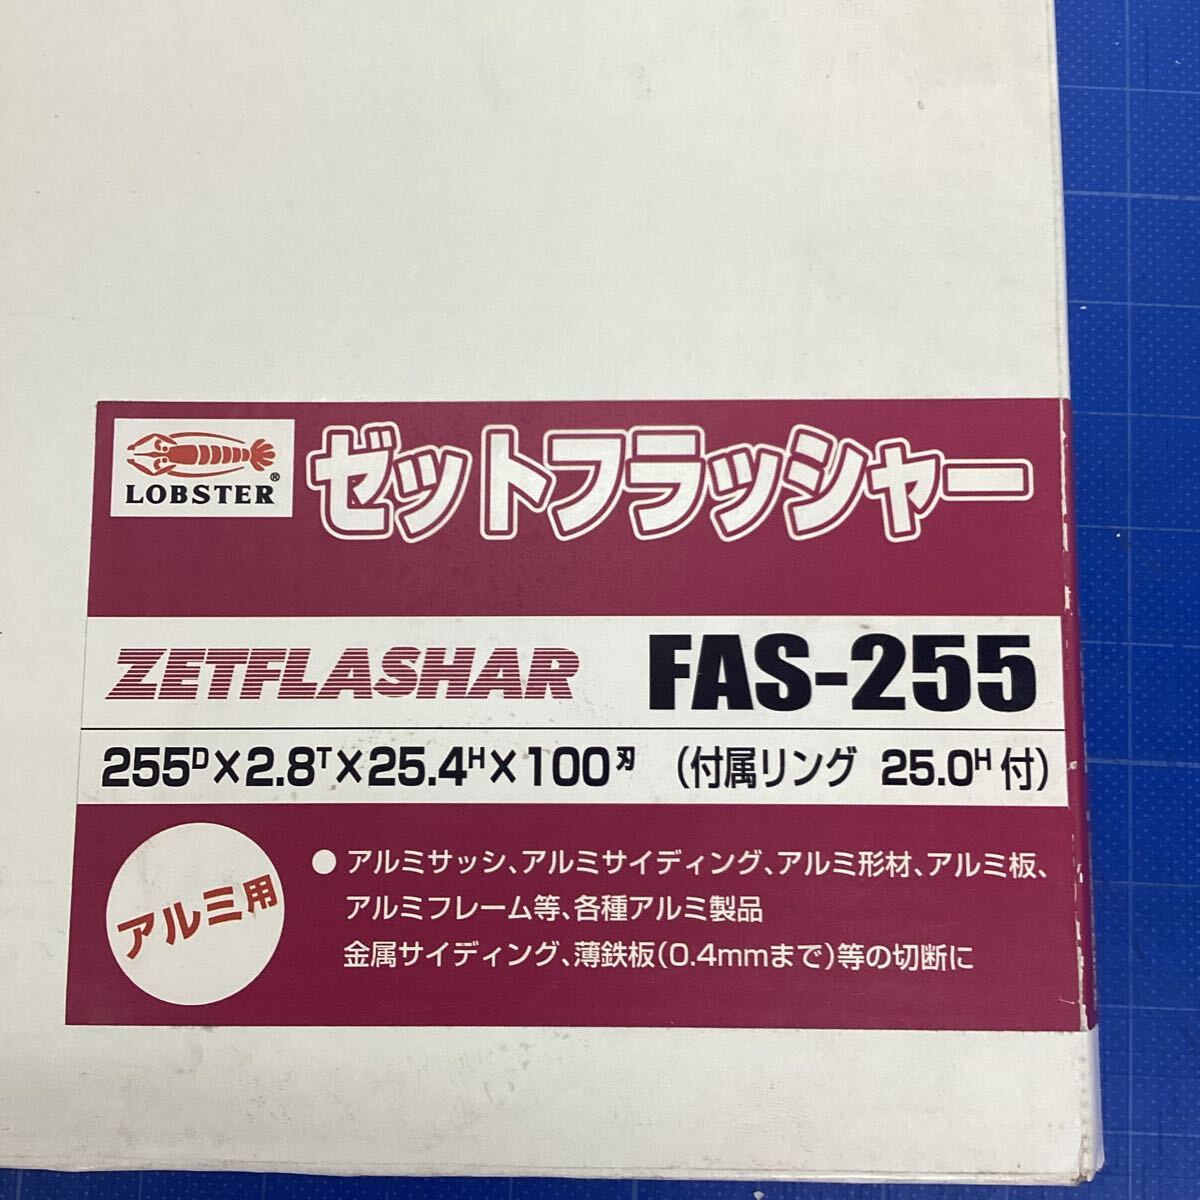 LOBSTER®
ゼットフラッシャー
ZETFLASHAR FAS-255
255D×2.8T×25.4H×100刃 (付属リング 25.0H付)
アルミ用
●アルミサッシ、アルミサイディング、アルミ形材、アルミ板、
アルミフレーム等、各種アルミ製品
金属サイディング、薄鉄板(0.4mmまで)等の切断に